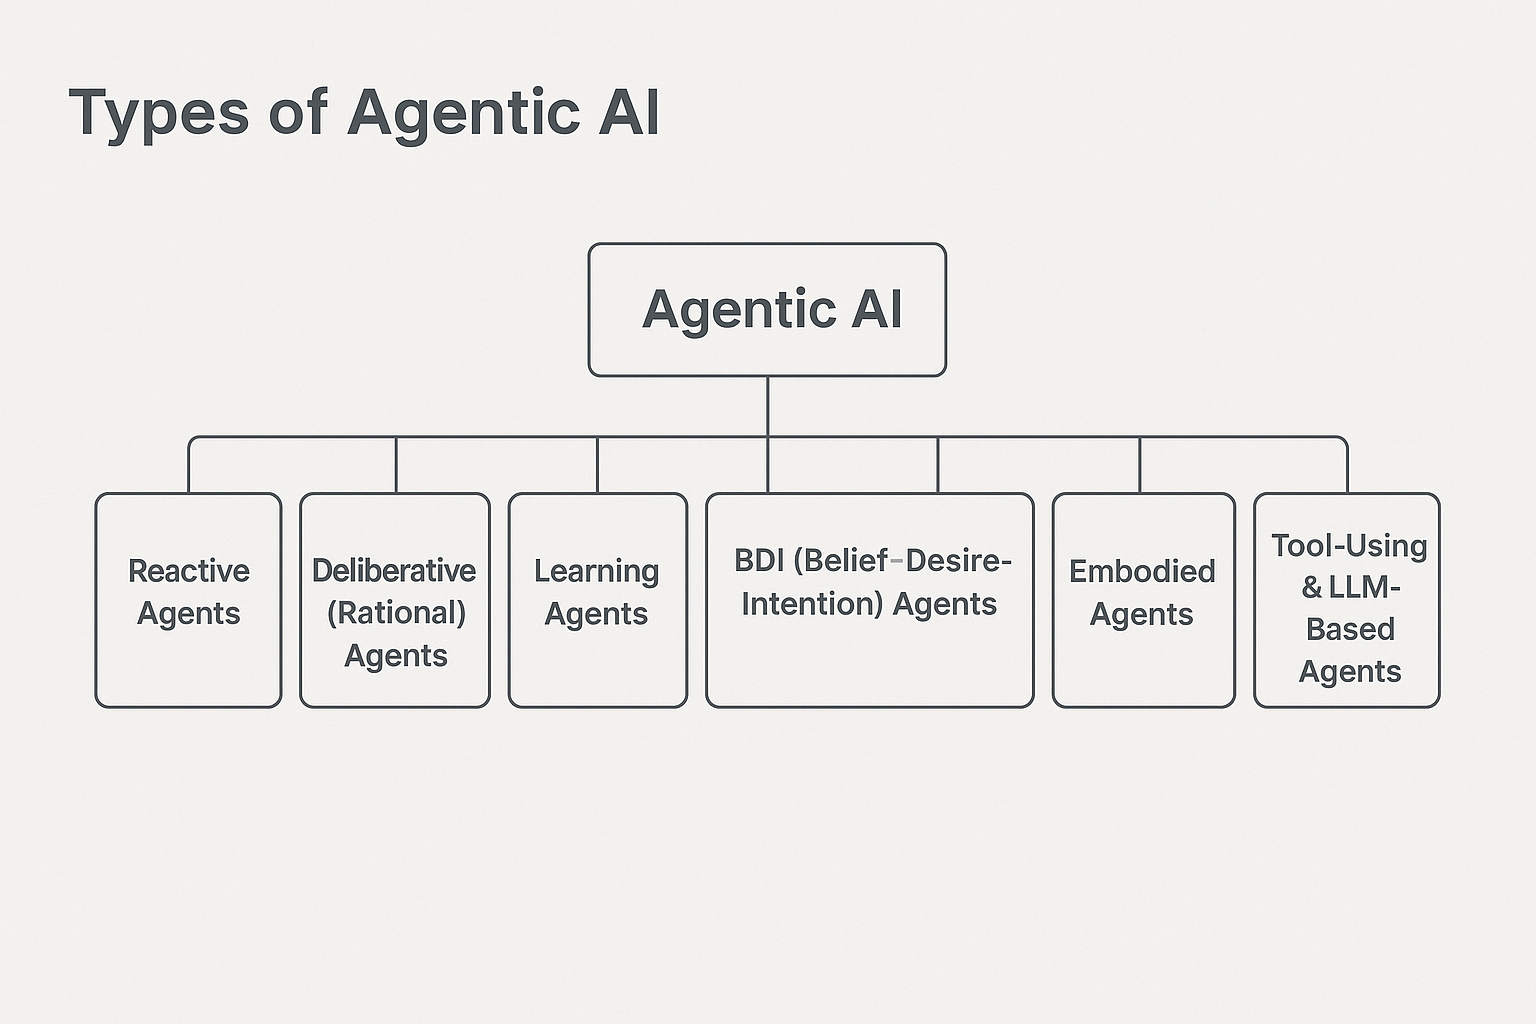 Types of Agentic AI
Agentic AI
Reactive
Agents
Deliberative
(Rational)
Agents
Learning
Agents
BDI (Belief-Desire-
Intention) Agents
Embodied
Agents
Tool-Using
& LLM-
Based
Agents